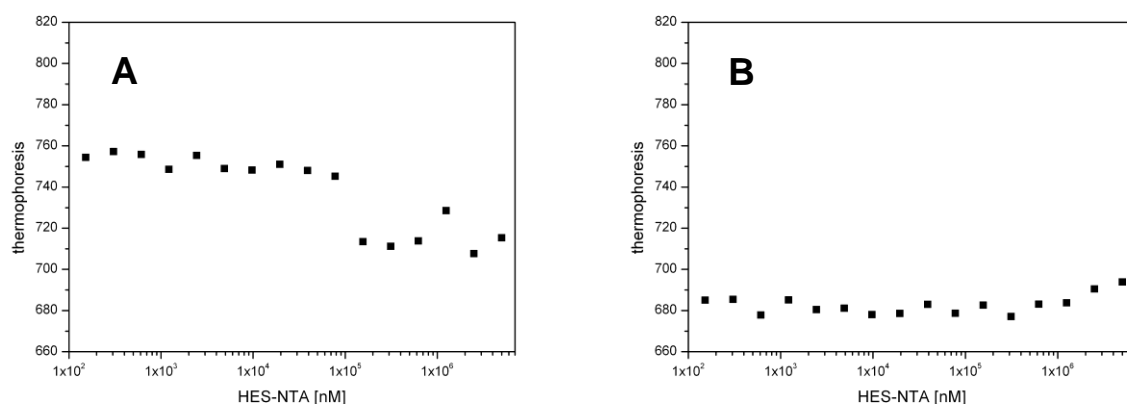 820
800
780
760
740
720
700
680
660
thermophoresis
A
1x10²
1x10³
1x10⁴
1x10⁵
1x10⁶
HES-NTA [nM]
820
800
780
760
740
720
700
680
660
thermophoresis
B
1x10²
1x10³
1x10⁴
1x10⁵
1x10⁶
HES-NTA [nM]